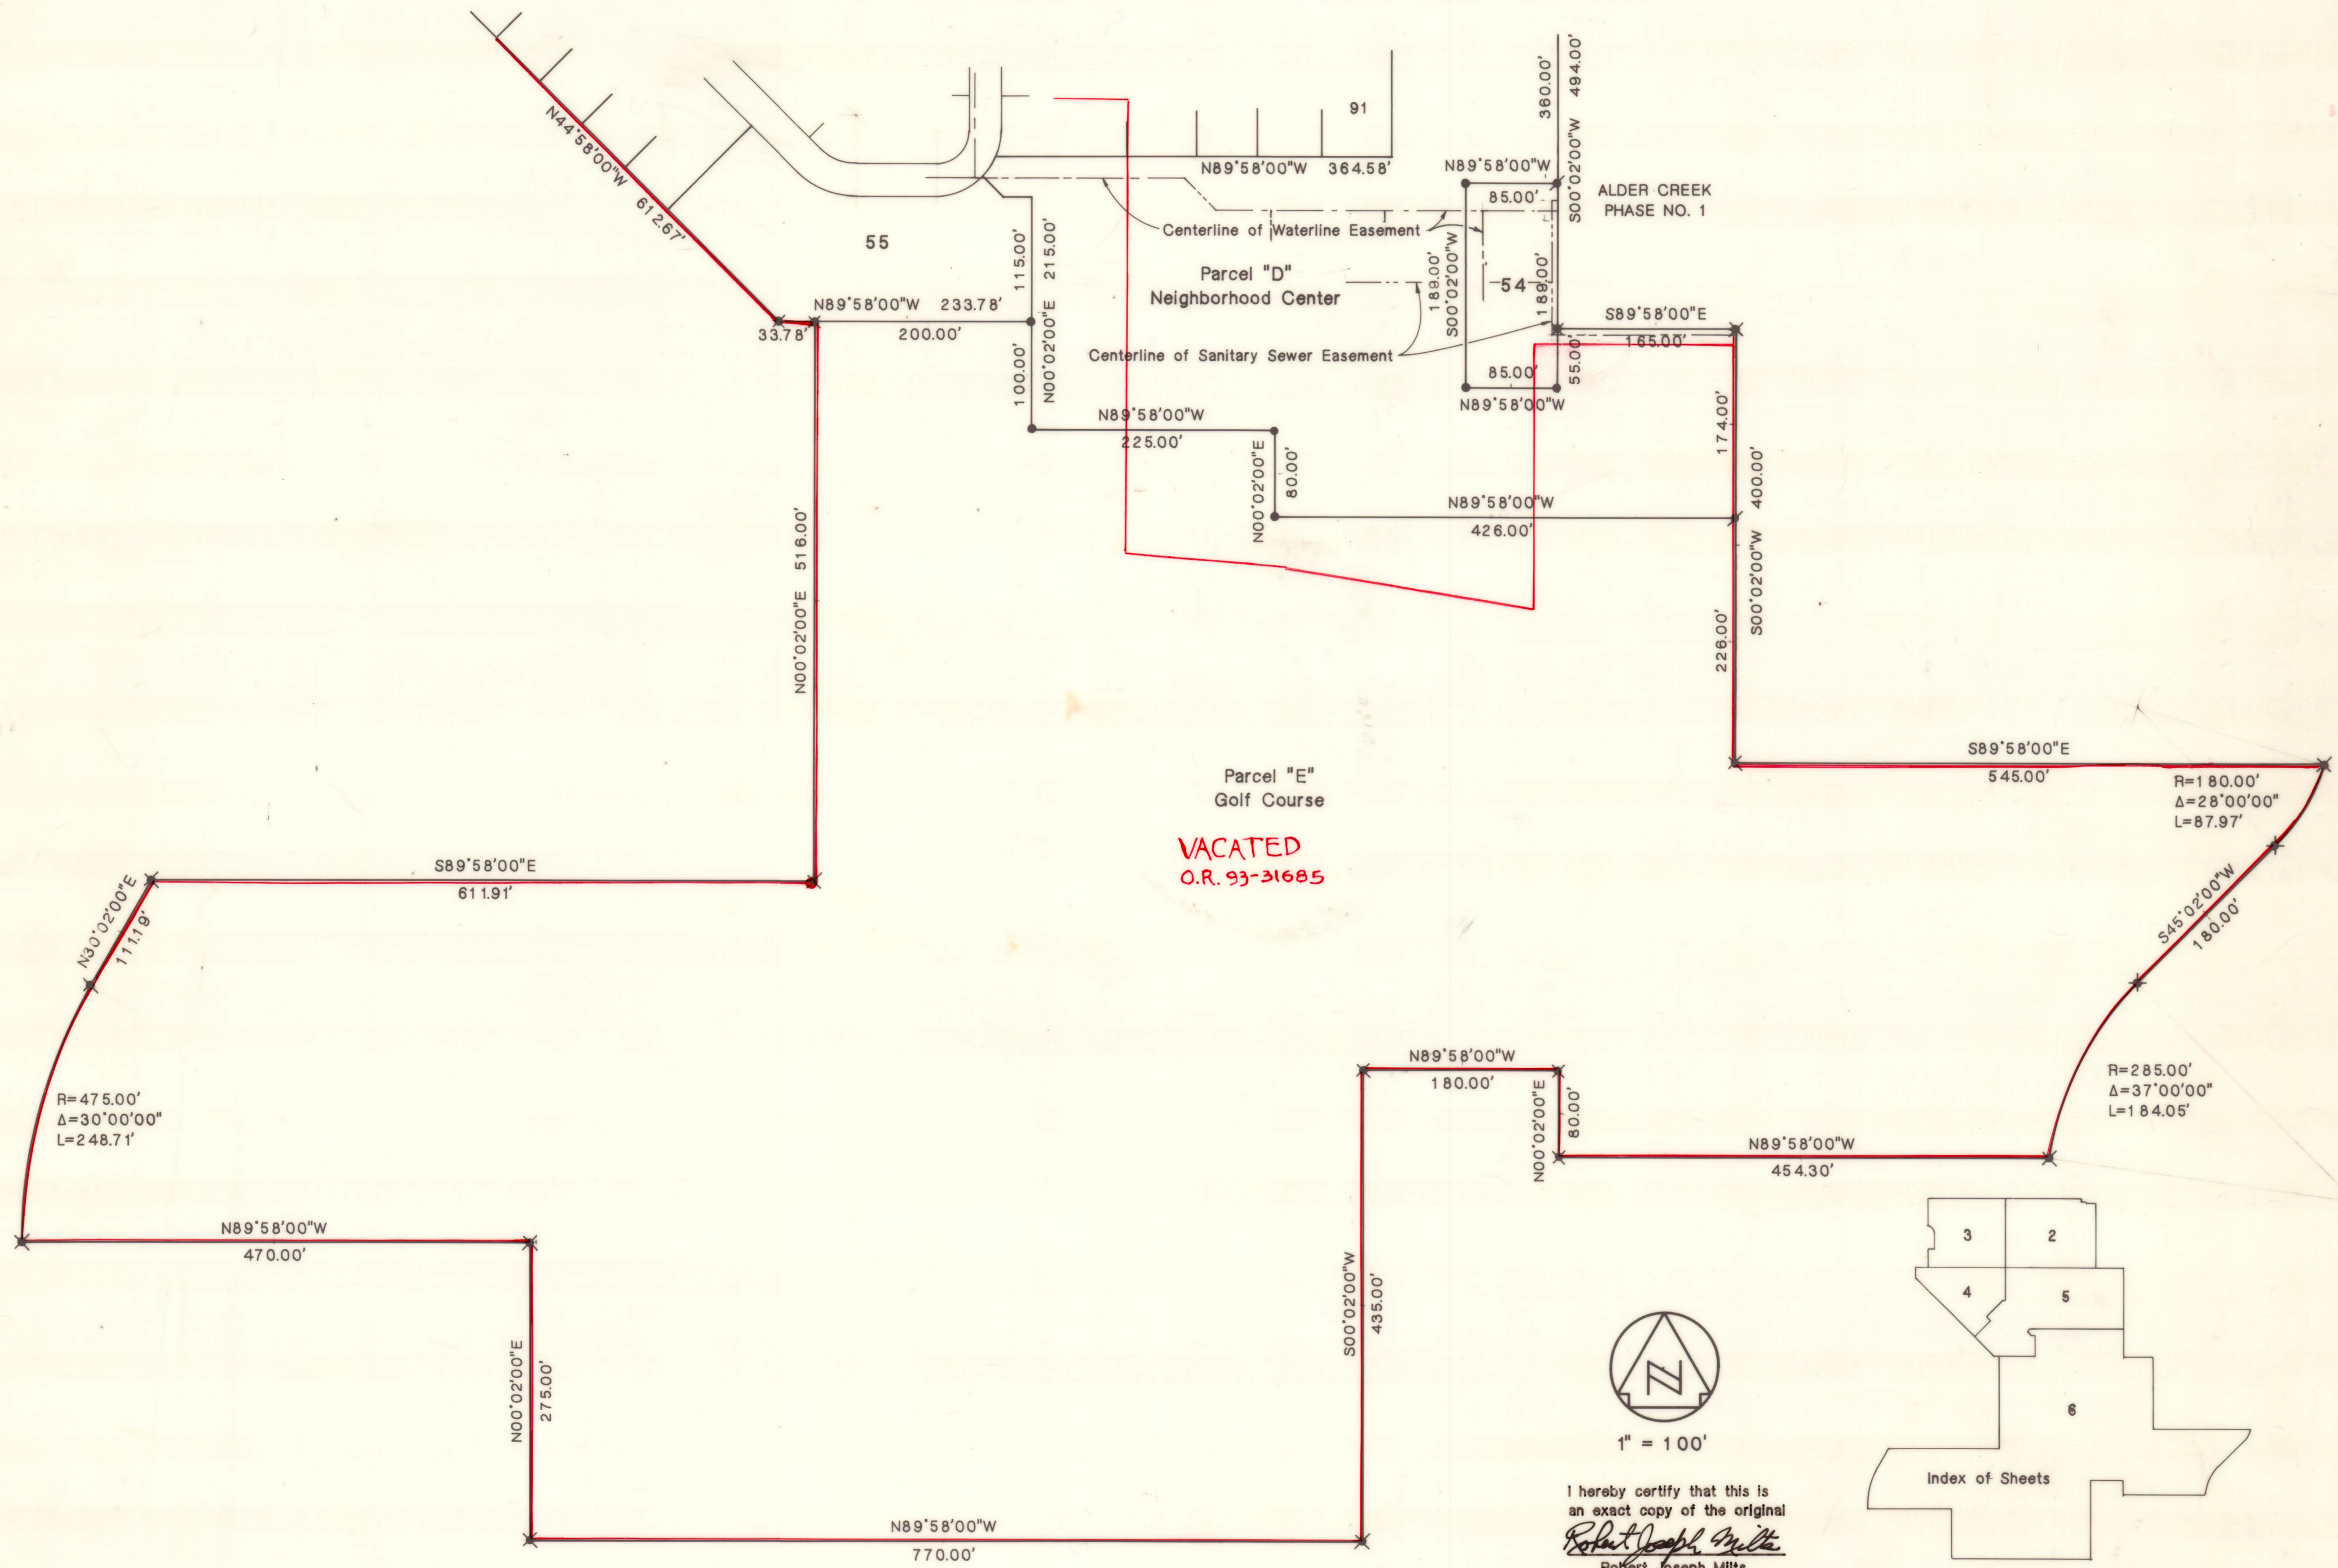 N44°58'00"W
612.67'
91
N89°58'00"W 364.58'
360.00'
494.00'
S00°02'00"W
N89°58'00"W
85.00'
ALDER CREEK
PHASE NO. 1
Centerline of Waterline Easement
55
115.00'
215.00'
N00°02'00"E
100.00'
Parcel "D"
Neighborhood Center
189.00'
S00°02'00"W
54
189.00'
N89°58'00"W 233.78'
33.78'
200.00'
S89°58'00"E
165.00'
Centerline of Sanitary Sewer Easement
55.00'
85.00'
N89°58'00"W
N89°58'00"W
225.00'
174.00'
400.00'
N00°02'00"E
80.00'
N89°58'00"W
426.00'
S00°02'00"W
226.00'
N00°02'00"E 516.00'
Parcel "E"
Golf Course
VACATED
O.R. 93-31685
S89°58'00"E
545.00'
R=180.00'
Δ=28°00'00"
L=87.97'
S89°58'00"E
611.91'
N30°02'00"E
111.19'
S45°02'00"W
180.00'
R=475.00'
Δ=30°00'00"
L=248.71'
N89°58'00"W
180.00'
N00°02'00"E
80.00'
R=285.00'
Δ=37°00'00"
L=184.05'
N89°58'00"W
454.30'
N89°58'00"W
470.00'
N00°02'00"E
275.00'
S00°02'00"W
435.00'
N89°58'00"W
770.00'
N
1" = 100'
3
2
4
5
6
Index of Sheets
I hereby certify that this is
an exact copy of the original
Robert Joseph Milts
Robert Joseph Milts